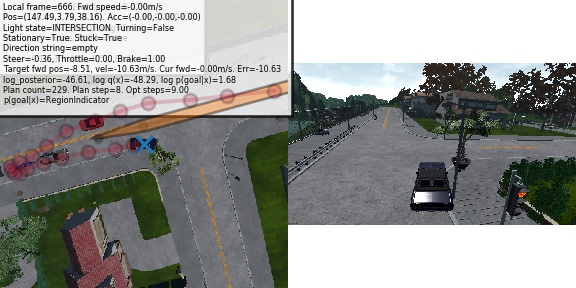 Local frame=666. Fwd speed=-0.00m/s
Pos=(147.49,3.79,38.16). Acc=(-0.00,-0.00,-0.00)
Light state=INTERSECTION. Turning=False
Stationary=True. Stuck=True
Direction string=empty
Steer=-0.36, Throttle=0.00, Brake=1.00
Target fwd pos=-8.51, vel=-10.63m/s. Cur fwd=-0.00m/s. Err=-10.63
log_posterior=-46.61, log q(x)=-48.29, log p(goal|x)=1.68
Plan count=229. Plan step=8. Opt steps=9.00
p(goal|x)=RegionIndicator